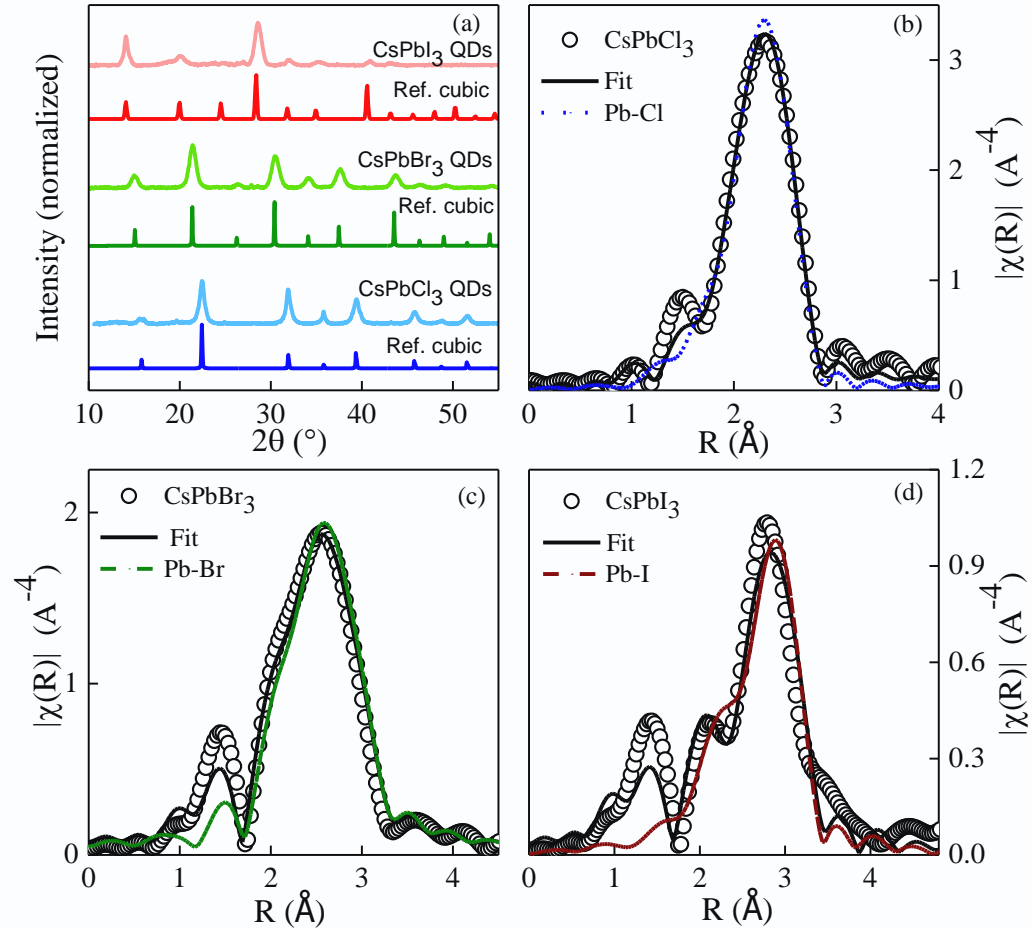 (a)
CsPbI₃ QDs
Ref. cubic
CsPbBr₃ QDs
Ref. cubic
CsPbCl₃ QDs
Ref. cubic
Intensity (normalized)
10 20 30 40 50
2θ (°)
(b)
CsPbCl₃
Fit
Pb-Cl
3
2
1
0
|χ(R)| (A⁻⁴)
0 1 2 3 4
R (Å)
(c)
CsPbBr₃
Fit
Pb-Br
2
1
0
|χ(R)| (A⁻⁴)
0 1 2 3 4
R (Å)
(d)
CsPbI₃
Fit
Pb-I
1.2
0.9
0.6
0.3
0.0
|χ(R)| (A⁻⁴)
0 1 2 3 4
R (Å)